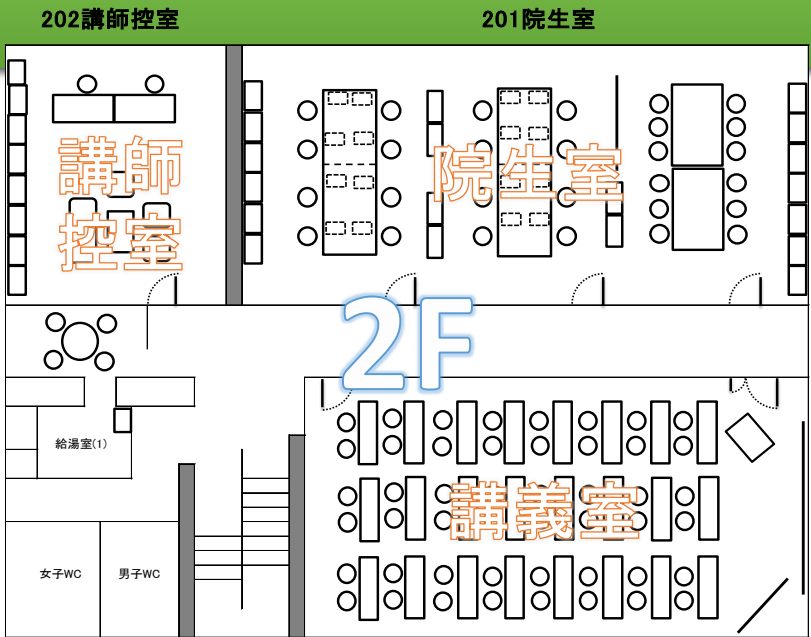 202講師控室
201院生室
講師
控室
院生室
2F
給湯室(1)
講義室
女子WC
男子WC